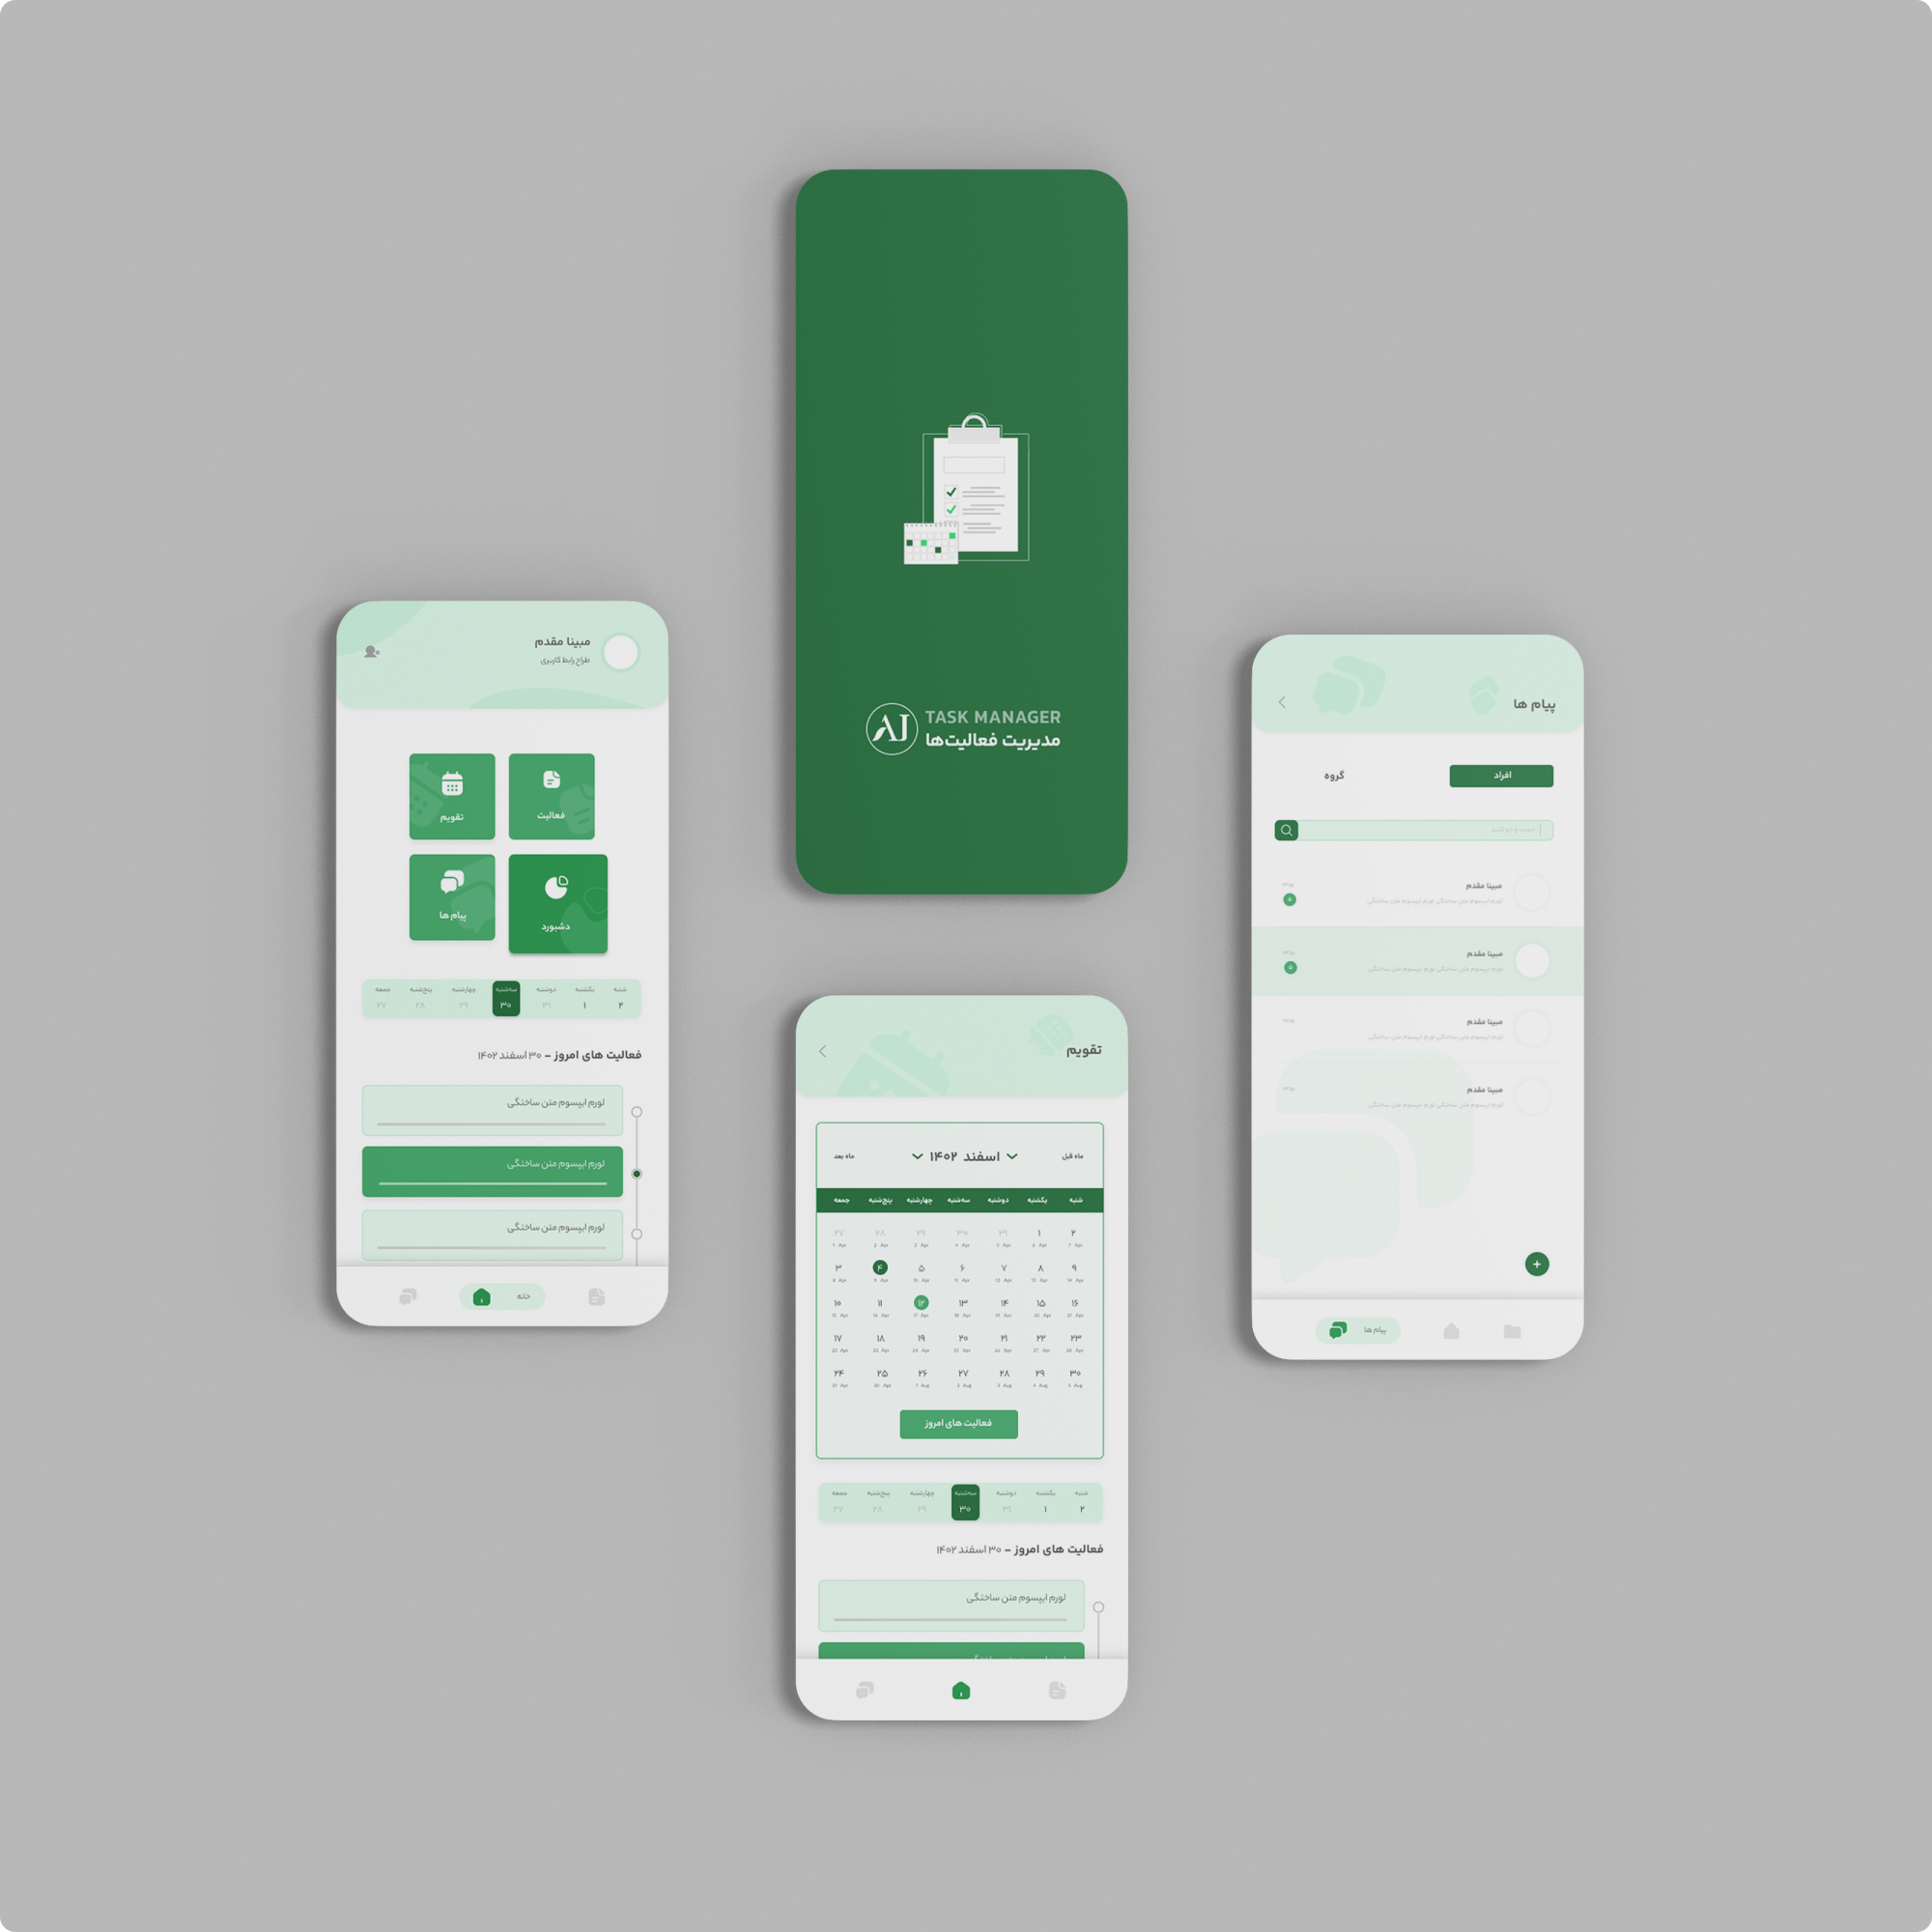 TASK MANAGER
AJ
مدیریت فعالیت‌ها
مبینا مقدم
طراح رابط کاربری
فعالیت
تقویم
دشبورد
پیام ها
شنبه یکشنبه دوشنبه سه‌شنبه چهارشنبه پنج‌شنبه جمعه
۲ ۱ ۳۱ ۳۰ ۲۹ ۲۸ ۲۷
فعالیت های امروز - ۳۰ اسفند ۱۴۰۲
لورم ایپسوم متن ساختگی
لورم ایپسوم متن ساختگی
لورم ایپسوم متن ساختگی
خانه
تقویم
ماه قبل
اسفند ۱۴۰۲
ماه بعد
شنبه یکشنبه دوشنبه سه‌شنبه چهارشنبه پنج‌شنبه جمعه
۲ ۱ ۳۱ ۳۰ ۲۹ ۲۸ ۲۷
۹ ۸ ۷ ۶ ۵ ۴ ۳
۱۶ ۱۵ ۱۴ ۱۳ ۱۲ ۱۱ ۱۰
۲۳ ۲۲ ۲۱ ۲۰ ۱۹ ۱۸ ۱۷
۳۰ ۲۹ ۲۸ ۲۷ ۲۶ ۲۵ ۲۴
فعالیت های امروز
شنبه یکشنبه دوشنبه سه‌شنبه چهارشنبه پنج‌شنبه جمعه
۲ ۱ ۳۱ ۳۰ ۲۹ ۲۸ ۲۷
فعالیت های امروز - ۳۰ اسفند ۱۴۰۲
لورم ایپسوم متن ساختگی
پیام ها
افراد
گروه
مبینا مقدم
لورم ایپسوم متن ساختگی لورم ایپسوم متن ساختگی
مبینا مقدم
لورم ایپسوم متن ساختگی لورم ایپسوم متن ساختگی
مبینا مقدم
لورم ایپسوم متن ساختگی لورم ایپسوم متن ساختگی
مبینا مقدم
لورم ایپسوم متن ساختگی لورم ایپسوم متن ساختگی
پیام ها